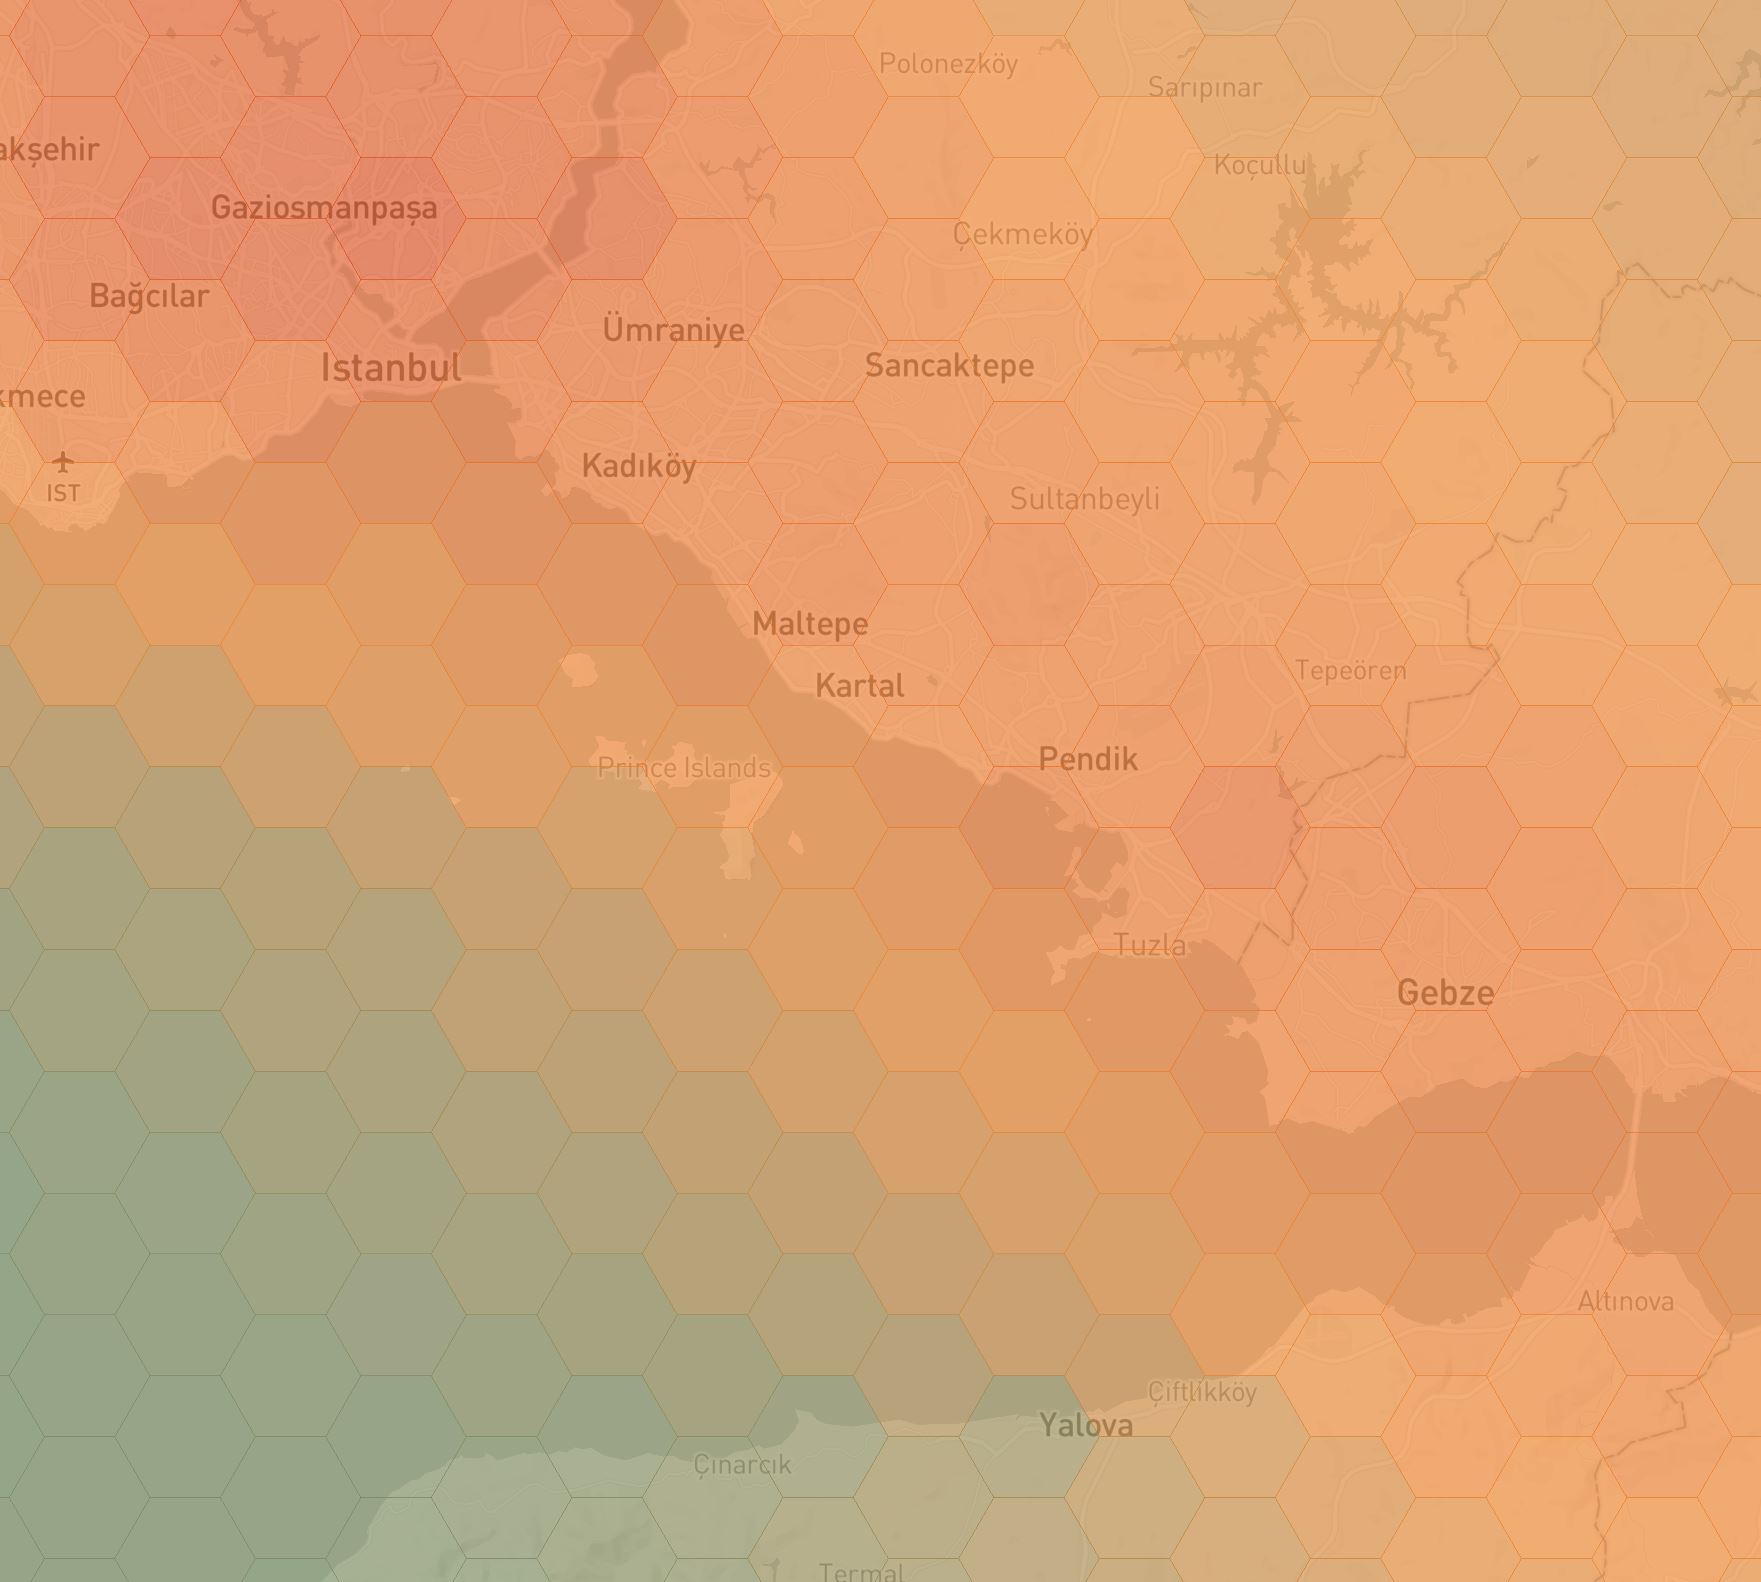 Polonezköy
Sarıpınar
akşehir
Koçullu
Gaziosmanpaşa
Çekmeköy
Bağcılar
Ümraniye
Istanbul
Sancaktepe
kmece
Kadıköy
IST
Sultanbeyli
Maltepe
Tepeören
Kartal
Pendik
Prince Islands
Tuzla
Gebze
Altınova
Çiftlikköy
Yalova
Çınarcık
Termal